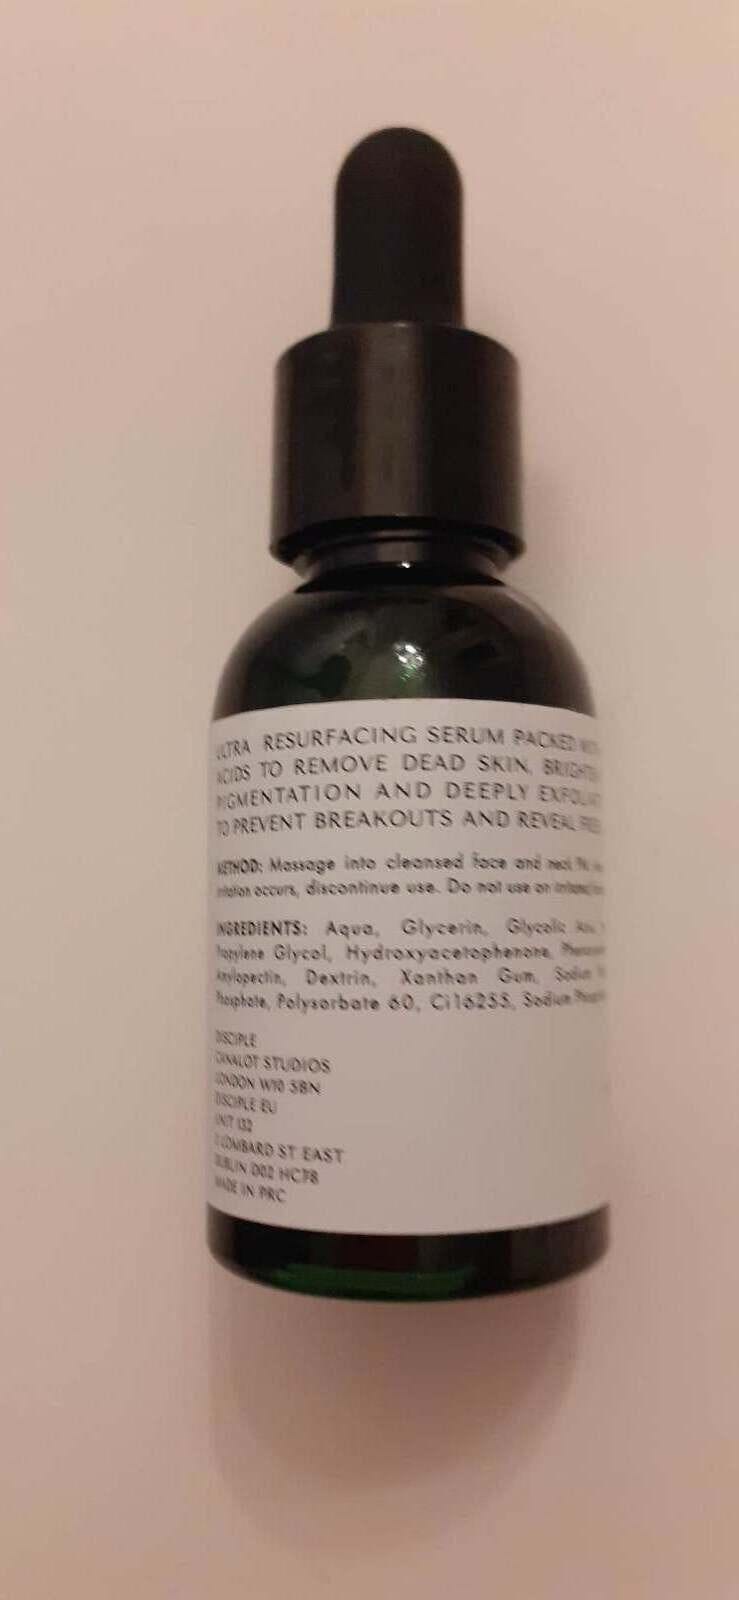 ULTRA RESURFACING SERUM PACKED
ACIDS TO REMOVE DEAD SKIN,
PIGMENTATION AND DEEPLY
TO PREVENT BREAKOUTS AND REVEAL
METHOD: Massage into cleansed face and neck
irritation occurs, discontinue use. Do not use on
INGREDIENTS: Aqua, Glycerin, Glycolic
Propylene Glycol, Hydroxyacetophenone,
Amylopectin, Dextrin, Xanthan Gum, Sodium
Phosphate, Polysorbate 60, Ci16255, Sodium
DISCIPLE
CANALOT STUDIOS
LONDON W10 5BN
DISCIPLE EU
UNIT 132
LOMBARD ST EAST
DUBLIN D02 HC78
MADE IN PRC